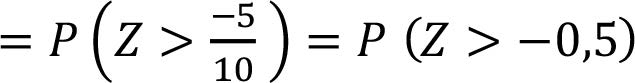 = P(Z > -5/10) = P (Z > −0,5)